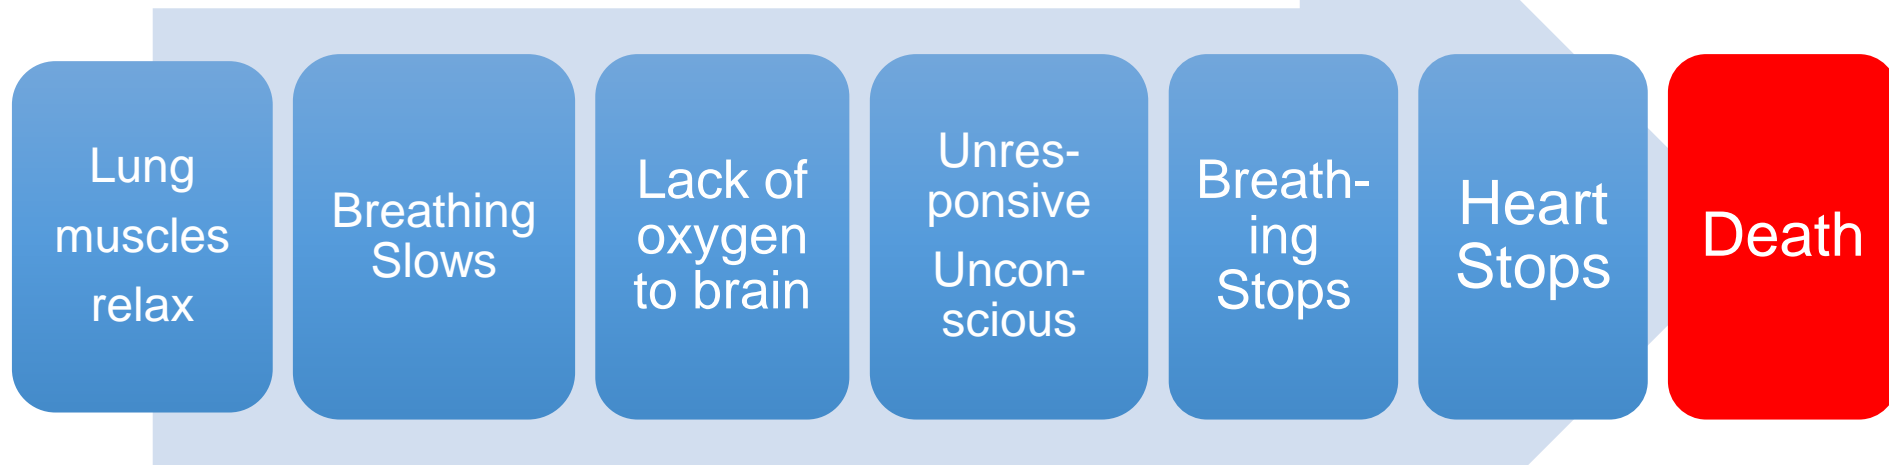 Lung
muscles
relax
Breathing
Slows
Lack of
oxygen
to brain
Unres-
ponsive
Uncon-
scious
Breath-
ing
Stops
Heart
Stops
Death